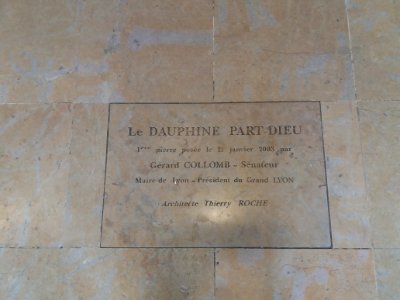 Le DAUPHINE PART-DIEU
1ère pierre posée le janvier 2003 par
Gérard COLLOMB - Sénateur
Maire de Lyon - Président du Grand LYON
Architecte Thierry ROCHE